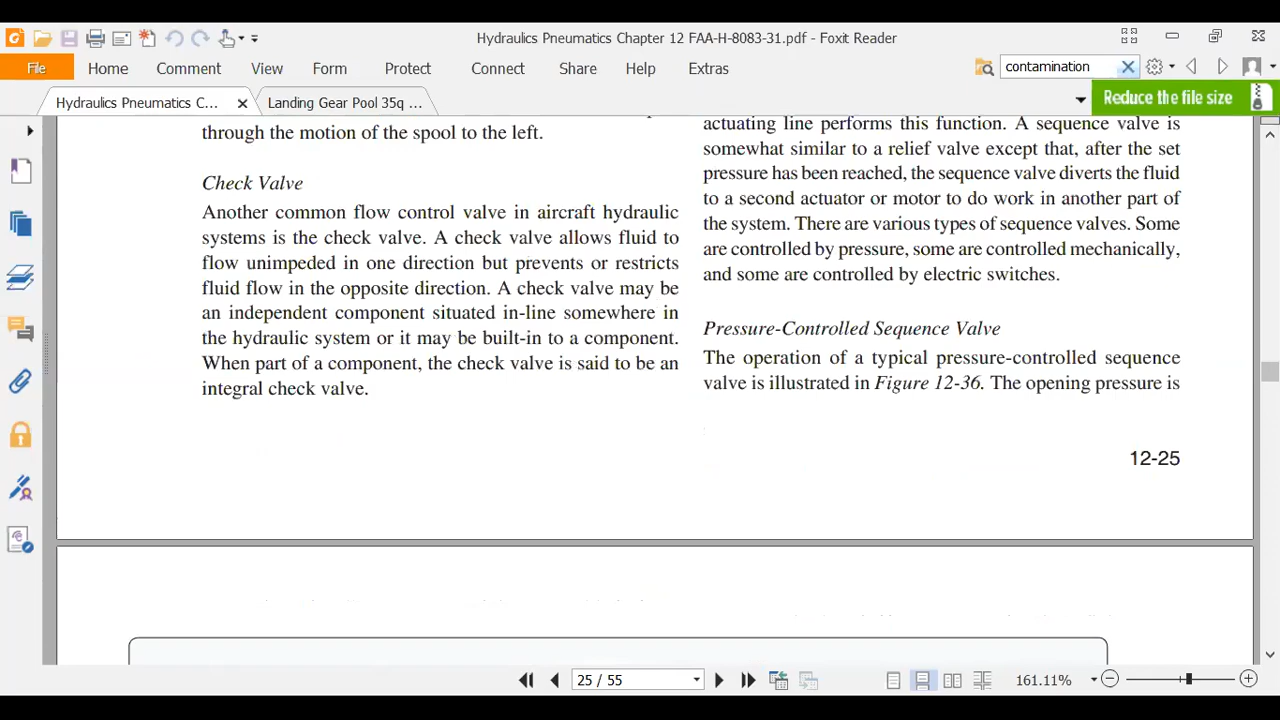 Hydraulics Pneumatics Chapter 12 FAA-H-8083-31.pdf - Foxit Reader
File Home Comment View Form Protect Connect Share Help Extras
contamination
Hydraulics Pneumatics C...
Landing Gear Pool 35q ...
Reduce the file size
through the motion of the spool to the left.
Check Valve
Another common flow control valve in aircraft hydraulic
systems is the check valve. A check valve allows fluid to
flow unimpeded in one direction but prevents or restricts
fluid flow in the opposite direction. A check valve may be
an independent component situated in-line somewhere in
the hydraulic system or it may be built-in to a component.
When part of a component, the check valve is said to be an
integral check valve.
actuating line performs this function. A sequence valve is
somewhat similar to a relief valve except that, after the set
pressure has been reached, the sequence valve diverts the fluid
to a second actuator or motor to do work in another part of
the system. There are various types of sequence valves. Some
are controlled by pressure, some are controlled mechanically,
and some are controlled by electric switches.
Pressure-Controlled Sequence Valve
The operation of a typical pressure-controlled sequence
valve is illustrated in Figure 12-36. The opening pressure is
12-25
25 / 55
161.11%